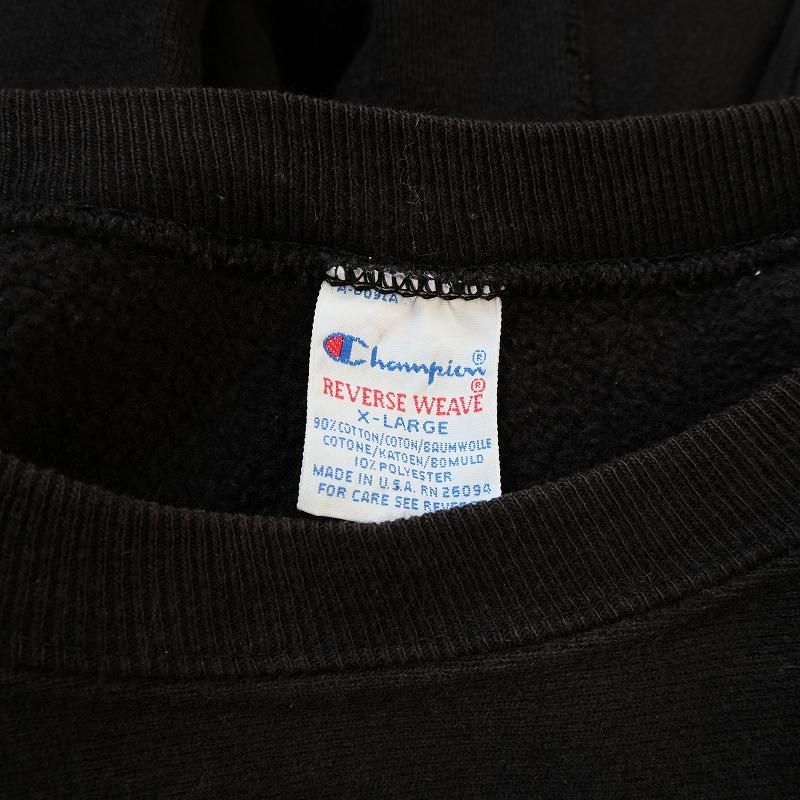 Champion®
REVERSE WEAVE®
X-LARGE
90% COTTON/COTON/BAUMWOLLE
COTONE/KATOEN/BOMULD
10% POLYESTER
MADE IN U.S.A. RN 26094
FOR CARE SEE